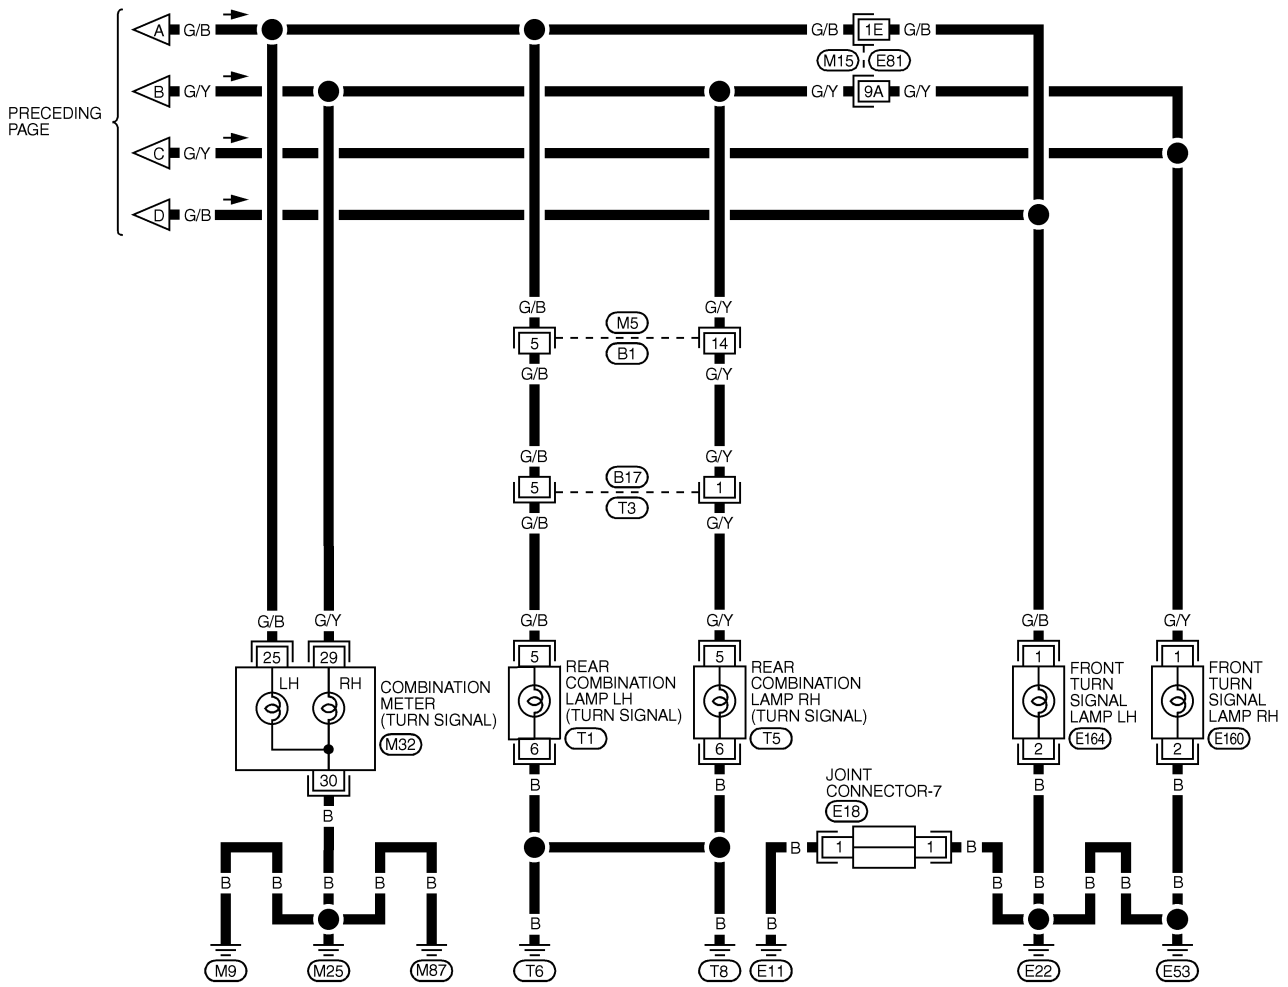 A G/B G/B 1E G/B
M15 E81
B G/Y G/Y 9A G/Y
PRECEDING
PAGE
C G/Y
D G/B
G/B G/Y
M5
5 14
B1
G/B G/Y
G/B G/Y
B17
5 1
T3
G/B G/Y
G/B G/Y G/B G/Y G/B G/Y
25 29 5 5 1 1
LH RH
COMBINATION
METER
(TURN SIGNAL)
M32
30
REAR
COMBINATION
LAMP LH
(TURN SIGNAL)
T1
6
REAR
COMBINATION
LAMP RH
(TURN SIGNAL)
T5
6
FRONT
TURN
SIGNAL
LAMP LH
E164
2
FRONT
TURN
SIGNAL
LAMP RH
E160
2
B B B B B
JOINT
CONNECTOR-7
E18
B 1 1 B
B B B B B B B B B B
B B B
M9 M25 M87 T6 T8 E11 E22 E53